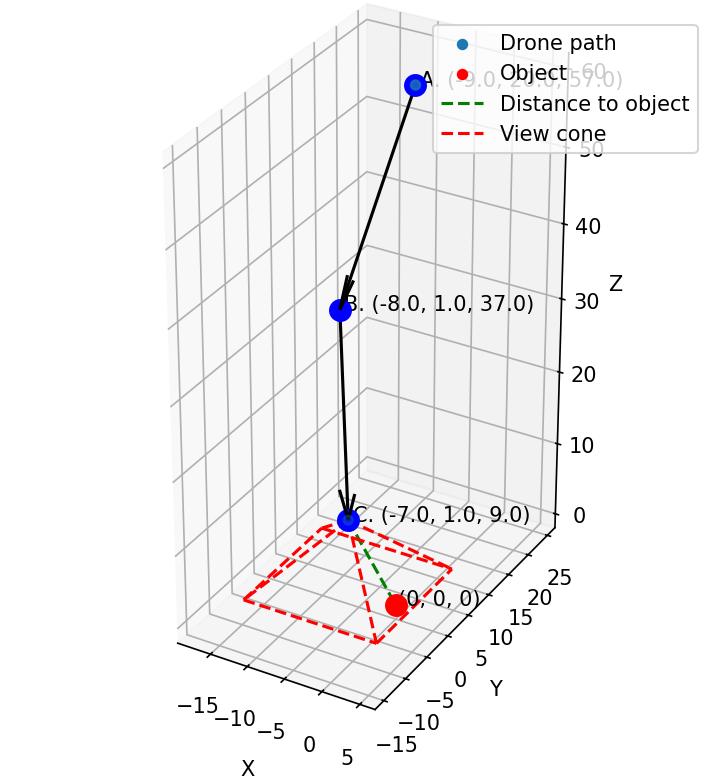 Drone path
Object
Distance to object
View cone
A. (-9.0, 20.0, 57.0)
B. (-8.0, 1.0, 37.0)
C. (-7.0, 1.0, 9.0)
(0, 0, 0)
60
50
40
30
20
10
0
Z
25
20
15
10
5
0
−5
−10
−15
Y
−15
−10
−5
0
5
X